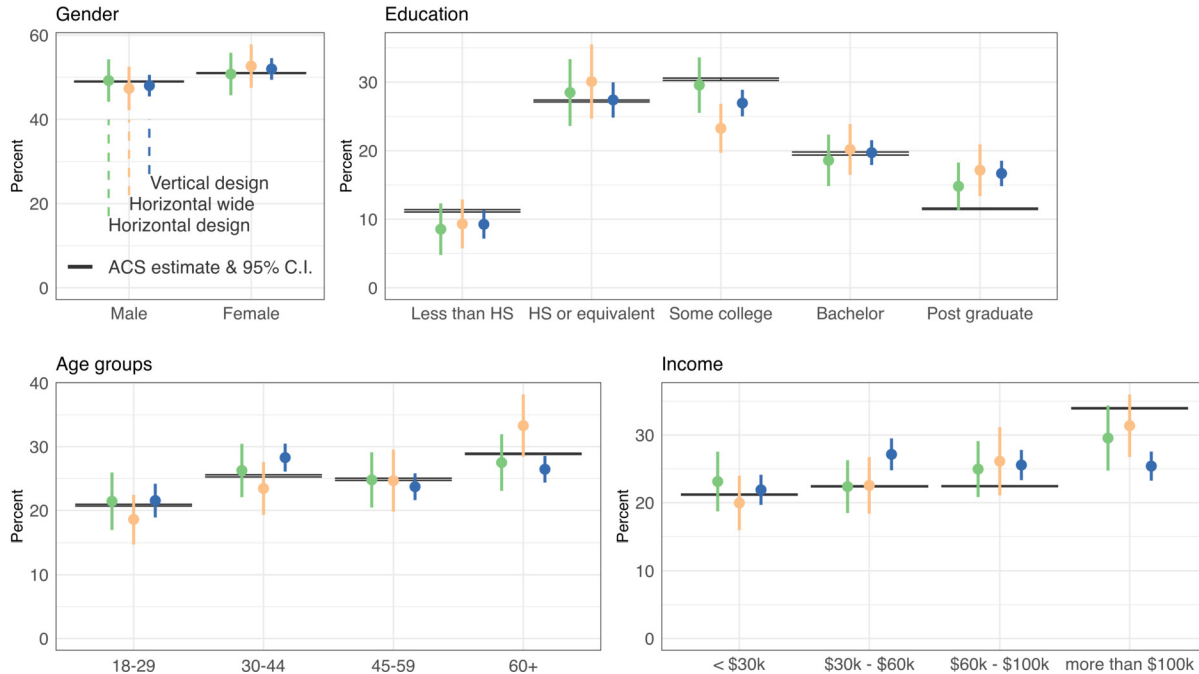 Gender
Percent
60
40
20
0
Vertical design
Horizontal wide
Horizontal design
ACS estimate & 95% C.I.
Male Female
Education
Percent
30
20
10
0
Less than HS HS or equivalent Some college Bachelor Post graduate
Age groups
Percent
40
30
20
10
0
18-29 30-44 45-59 60+
Income
Percent
30
20
10
0
< $30k $30k - $60k $60k - $100k more than $100k